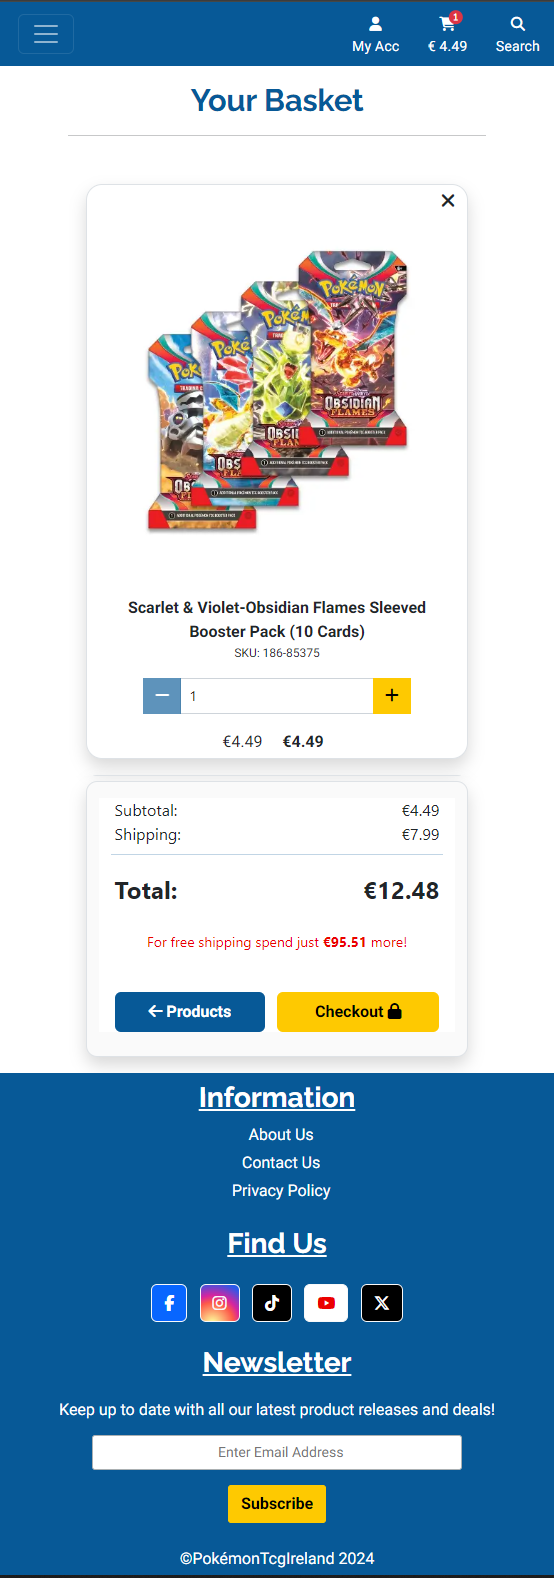 1
My Acc
€ 4.49
Search
Your Basket
Pokémon
OBSIDIAN
FLAMES
Scarlet & Violet-Obsidian Flames Sleeved
Booster Pack (10 Cards)
SKU: 186-85375
1
€4.49 €4.49
Subtotal: €4.49
Shipping: €7.99
Total: €12.48
For free shipping spend just €95.51 more!
Products
Checkout
Information
About Us
Contact Us
Privacy Policy
Find Us
Newsletter
Keep up to date with all our latest product releases and deals!
Enter Email Address
Subscribe
©PokémonTcgIreland 2024